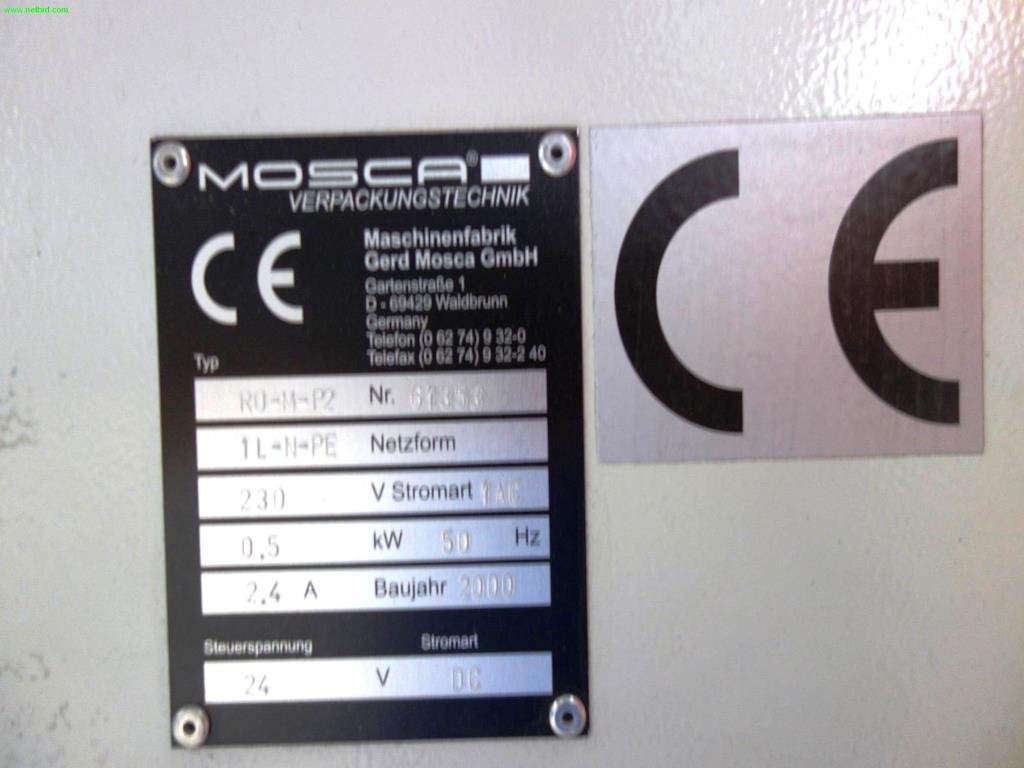 www.netbid.com
MOSCA®
VERPACKUNGSTECHNIK
CE
Maschinenfabrik
Gerd Mosca GmbH
Gartenstraße 1
D - 69429 Waldbrunn
Germany
Telefon (0 62 74) 9 32-0
Telefax (0 62 74) 9 32-2 40
Typ
RO-M-P2 Nr. 67353
1L-N-PE Netzform
230 V Stromart 1AC
0,5 kW 50 Hz
2,4 A Baujahr 2000
Steuerspannung Stromart
24 V DC
CE